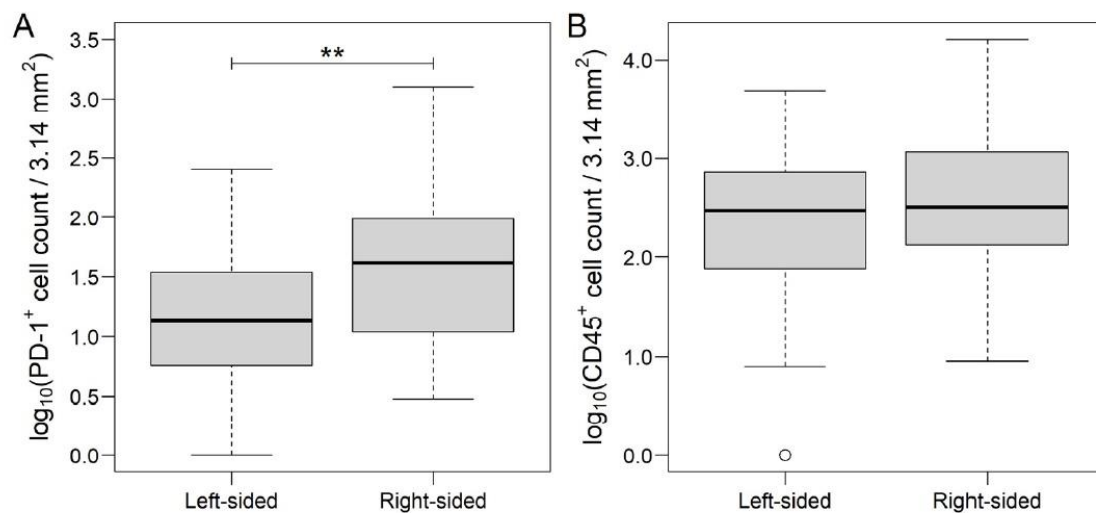 A
log₁₀(PD-1⁺ cell count / 3.14 mm²)
3.5
3.0
2.5
2.0
1.5
1.0
0.5
0.0
**
Left-sided
Right-sided
B
log₁₀(CD45⁺ cell count / 3.14 mm²)
4.0
3.0
2.0
1.0
0.0
Left-sided
Right-sided